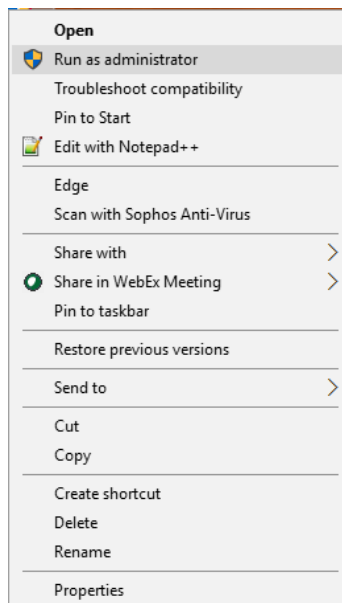 Open
Run as administrator
Troubleshoot compatibility
Pin to Start
Edit with Notepad++
Edge
Scan with Sophos Anti-Virus
Share with
Share in WebEx Meeting
Pin to taskbar
Restore previous versions
Send to
Cut
Copy
Create shortcut
Delete
Rename
Properties